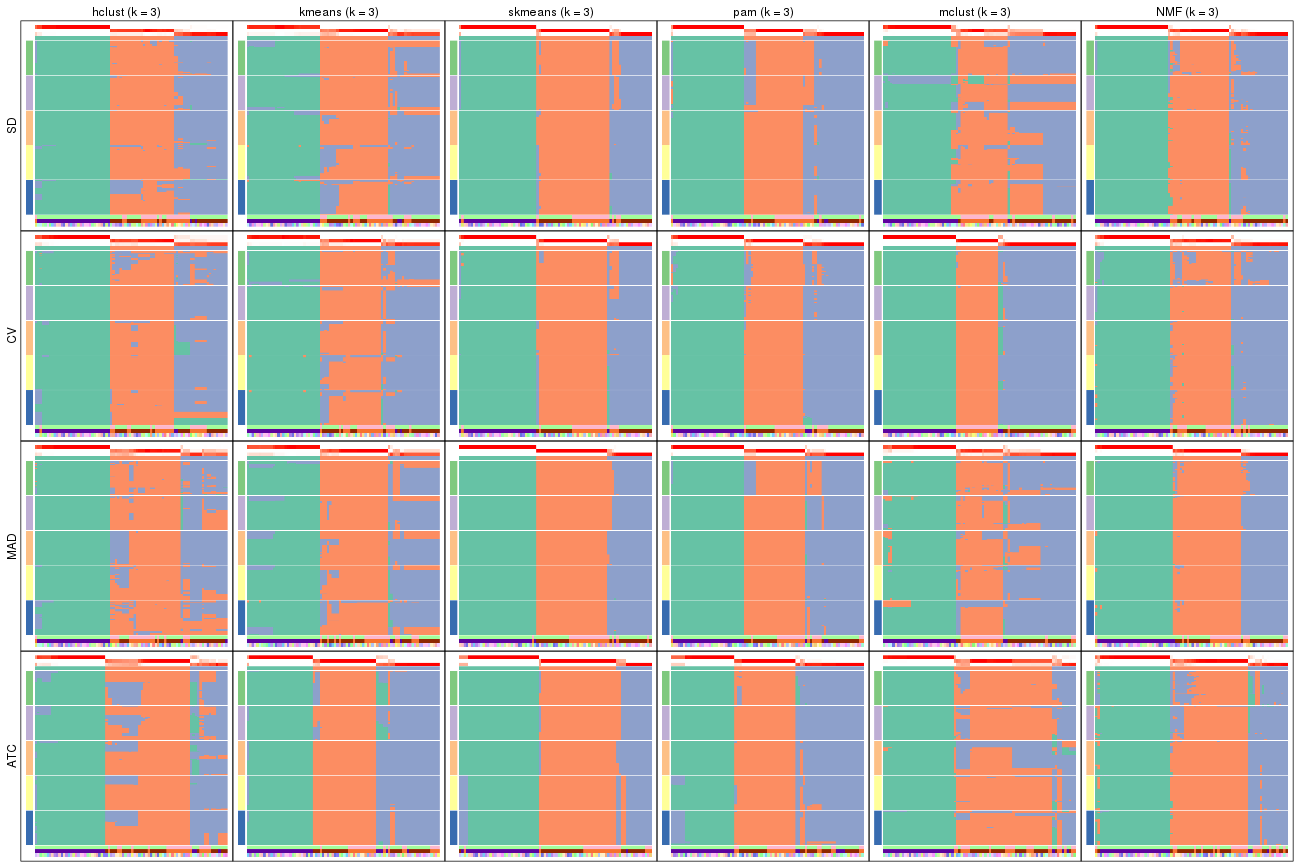 hclust (k = 3) kmeans (k = 3) skmeans (k = 3) pam (k = 3) mclust (k = 3) NMF (k = 3)
SD
CV
MAD
ATC